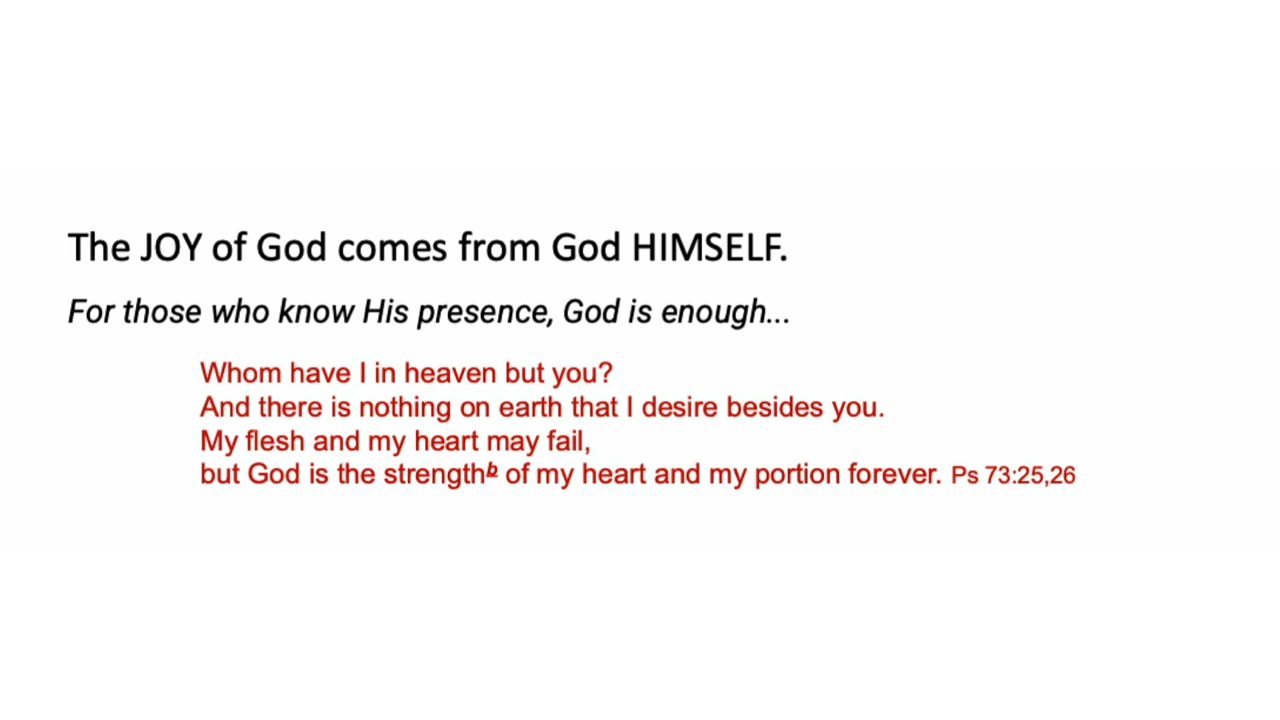 The JOY of God comes from God HIMSELF.
For those who know His presence, God is enough...
Whom have I in heaven but you?
And there is nothing on earth that I desire besides you.
My flesh and my heart may fail,
but God is the strengthb of my heart and my portion forever. Ps 73:25,26